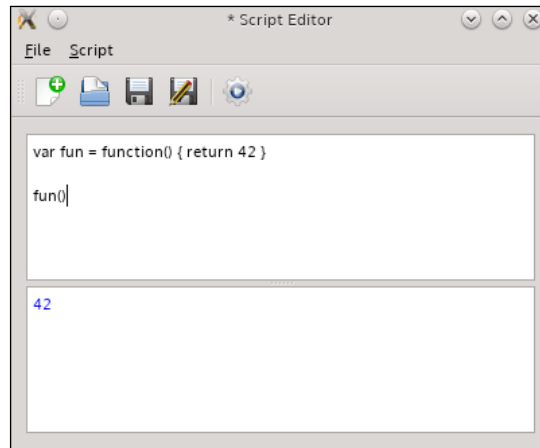 * Script Editor
File Script
var fun = function() { return 42 }
fun()
42